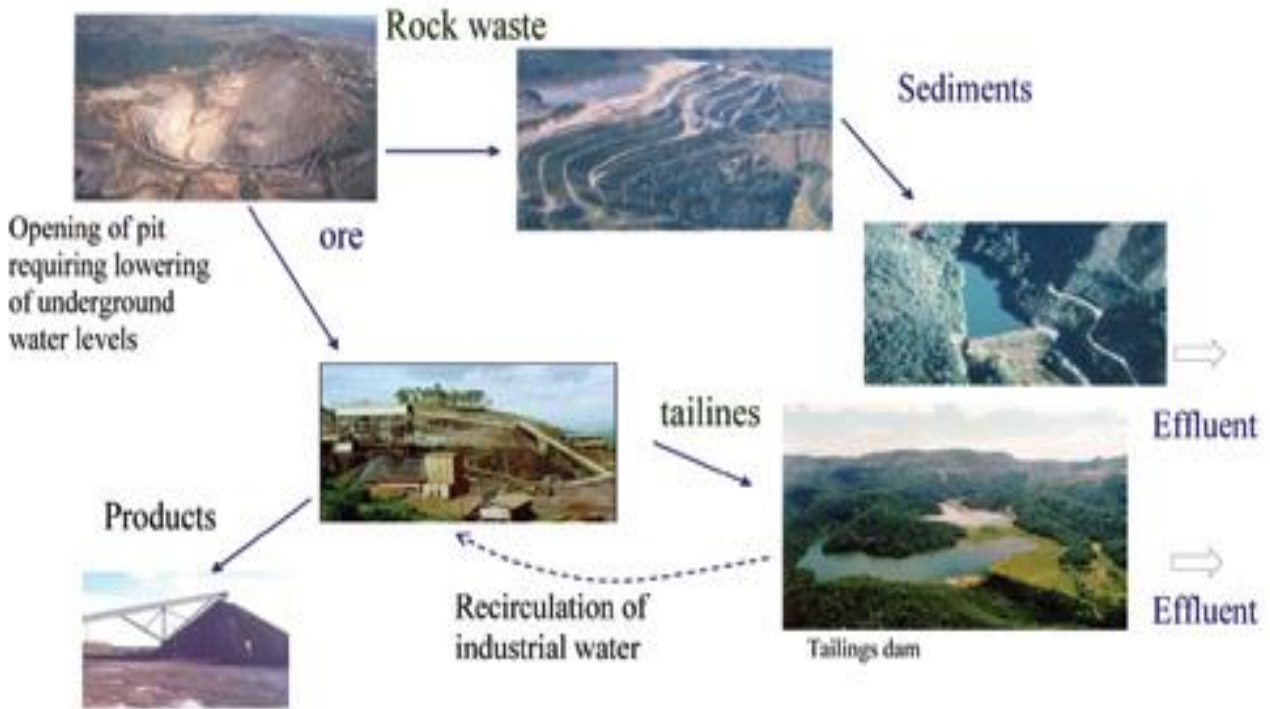 Rock waste
Sediments
Opening of pit
requiring lowering
of underground
water levels
ore
Effluent
tailines
Products
Recirculation of
industrial water
Effluent
Tailings dam